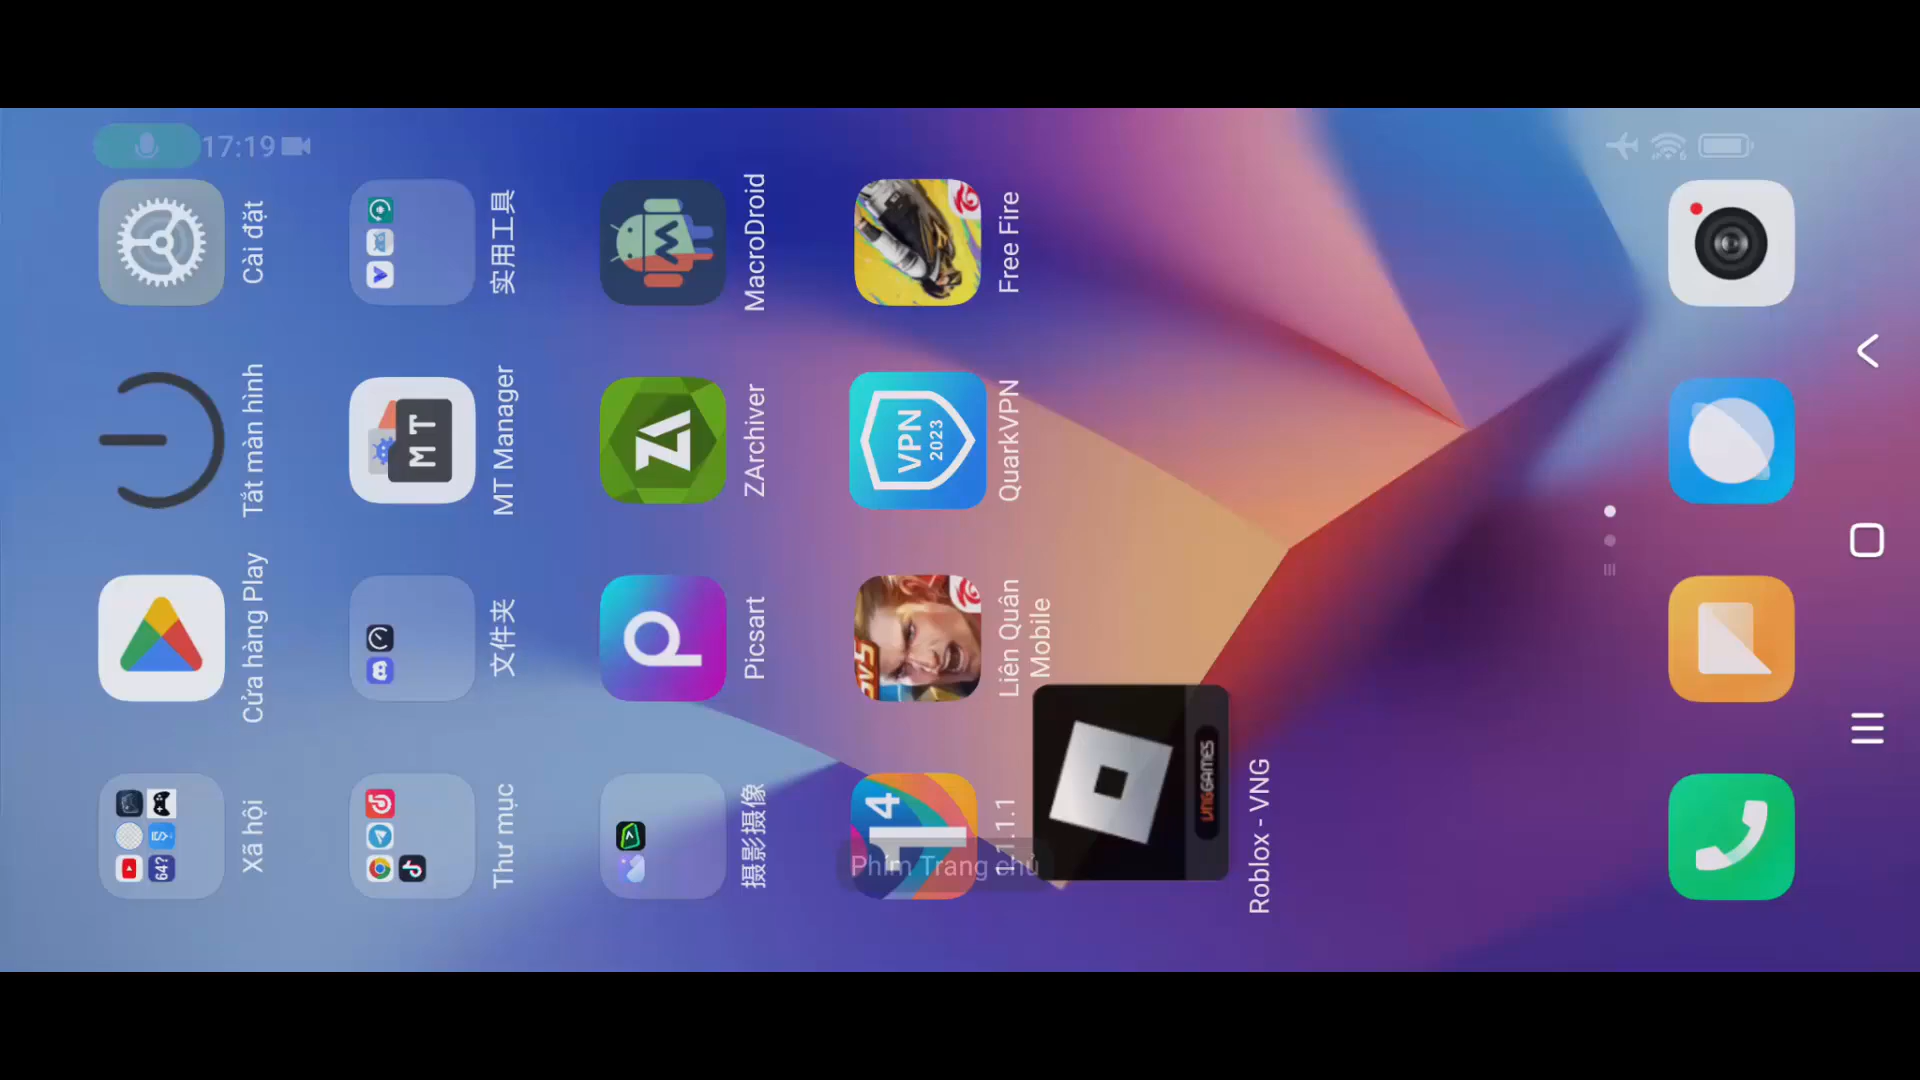 17:19
Xã hội
Cửa hàng Play
Tắt màn hình
Cài đặt
Thư mục
文件夹
MT
MT Manager
实用工具
摄影摄像
Picsart
ZArchiver
MacroDroid
1.1.1.1
Liên Quân
Mobile
VPN
2023
QuarkVPN
Free Fire
VNGGAMES
Roblox - VNG
Phím Trang chủ